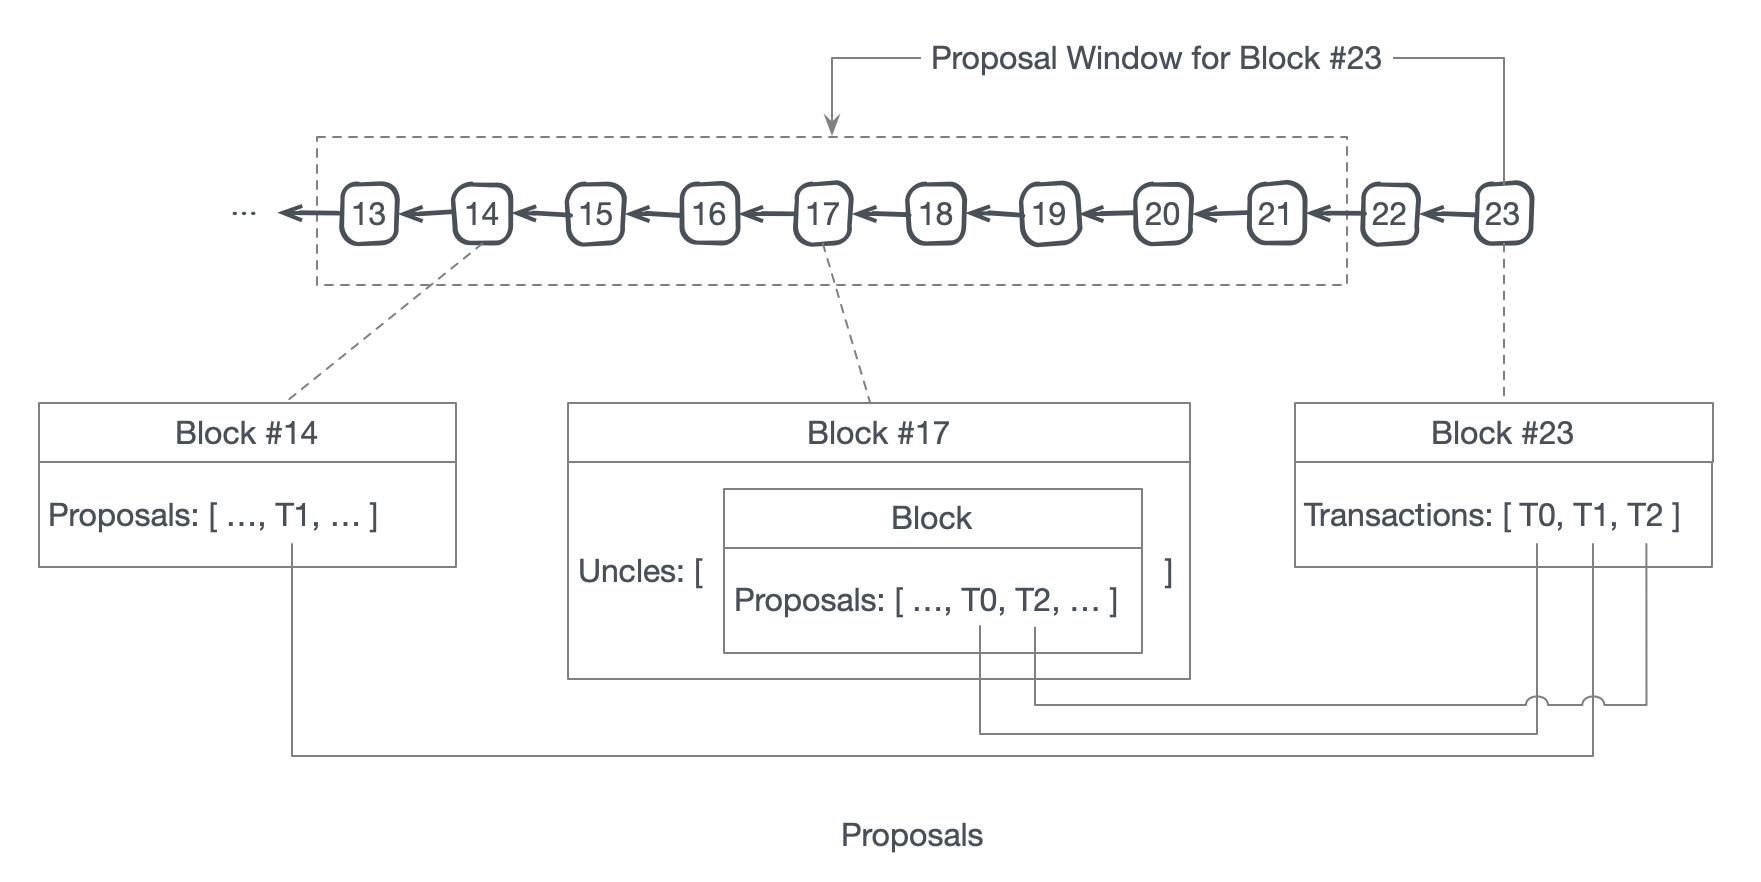 Proposal Window for Block #23
... 13 14 15 16 17 18 19 20 21 22 23
Block #14
Proposals: [ ..., T1, ... ]
Block #17
Uncles: [ ]
Block
Proposals: [ ..., T0, T2, ... ]
Block #23
Transactions: [ T0, T1, T2 ]
Proposals